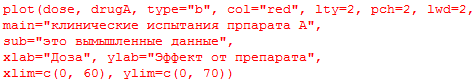 plot(dose, drugA, type="b", col="red", lty=2, pch=2, lwd=2,
main="клинические испытания прпарата А",
sub="это вымышленные данные",
xlab="Доза", ylab="Эффект от препарата",
xlim=c(0, 60), ylim=c(0, 70))